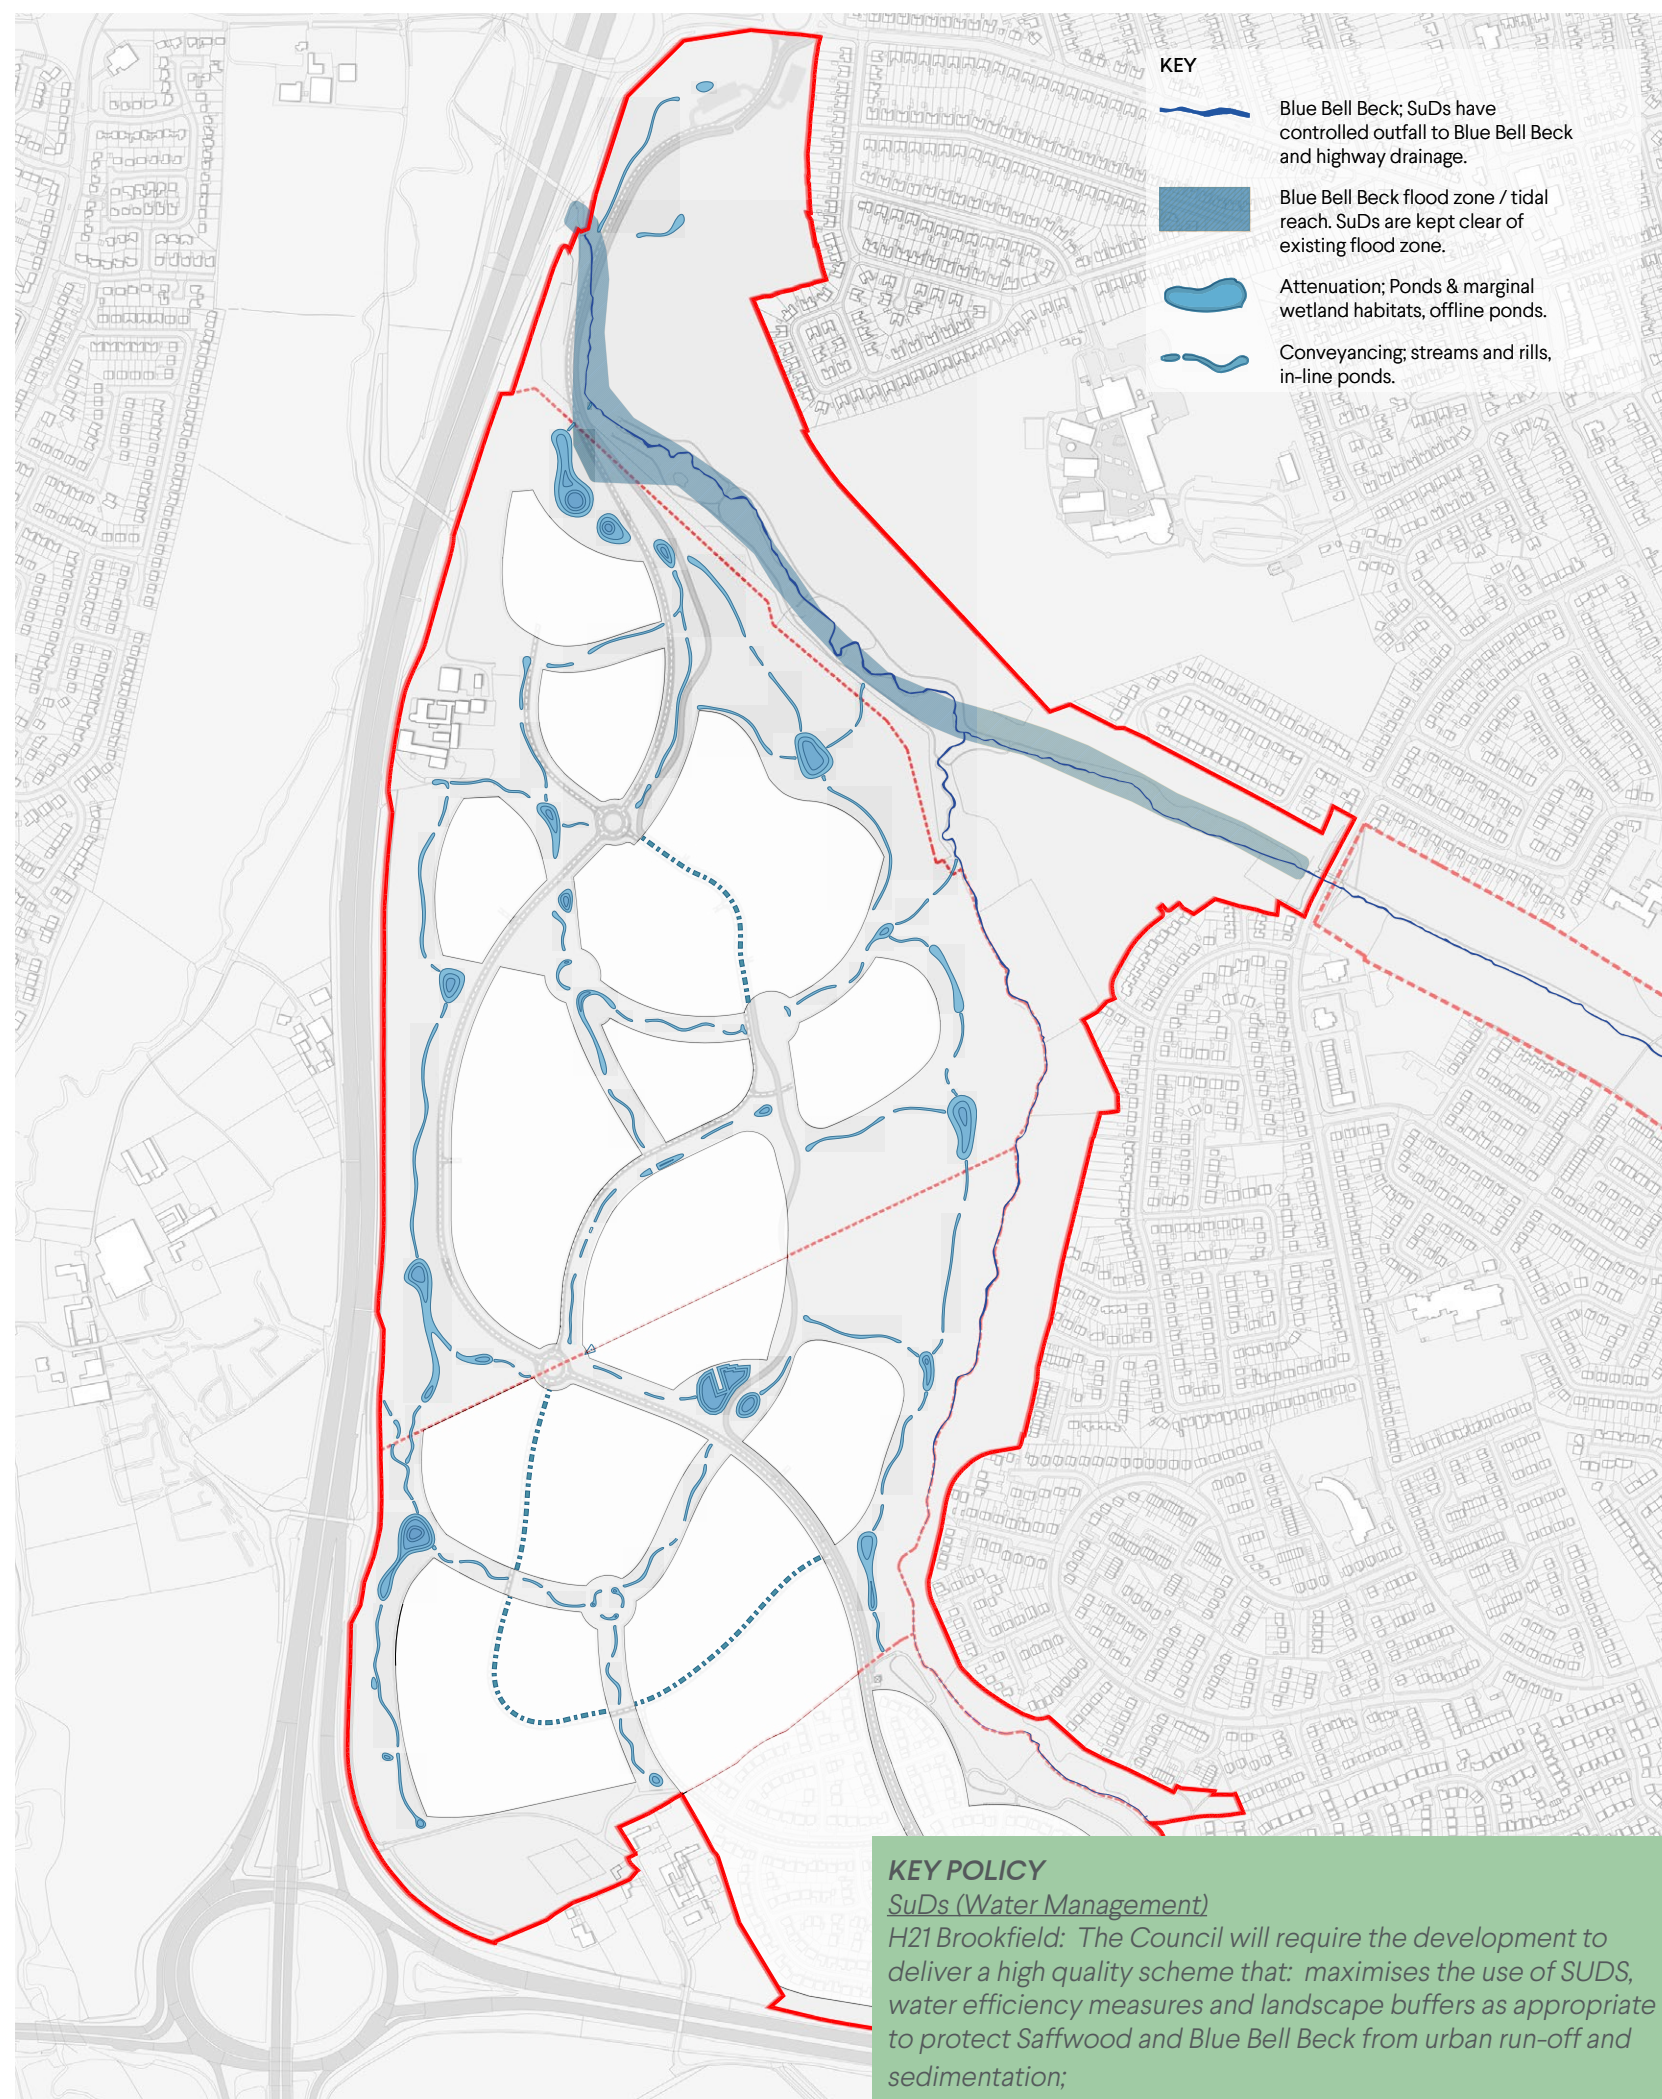 KEY
Blue Bell Beck; SuDs have
controlled outfall to Blue Bell Beck
and highway drainage.
Blue Bell Beck flood zone / tidal
reach. SuDs are kept clear of
existing flood zone.
Attenuation; Ponds & marginal
wetland habitats, offline ponds.
Conveyancing; streams and rills,
in-line ponds.
KEY POLICY
SuDs (Water Management)
H21 Brookfield: The Council will require the development to
deliver a high quality scheme that: maximises the use of SUDS,
water efficiency measures and landscape buffers as appropriate
to protect Saffwood and Blue Bell Beck from urban run-off and
sedimentation;